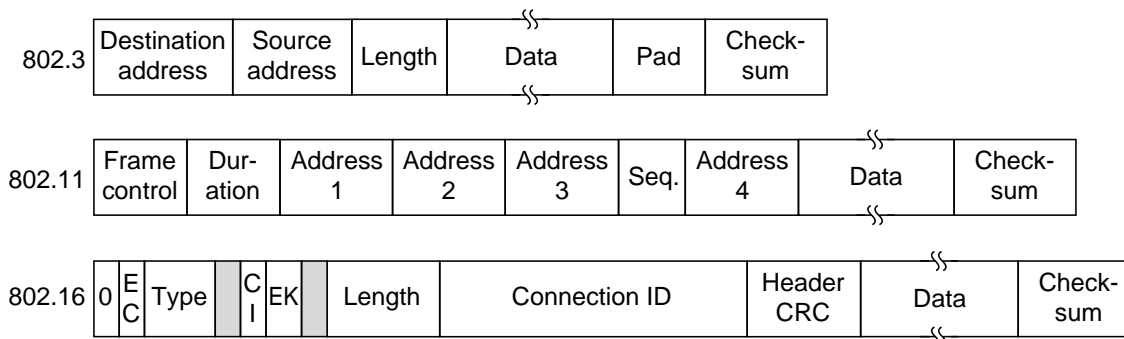 802.3 Destination address Source address Length Data Pad Check-sum
802.11 Frame control Dur-ation Address 1 Address 2 Address 3 Seq. Address 4 Data Check-sum
802.16 0 EC Type CI EK Length Connection ID Header CRC Data Check-sum